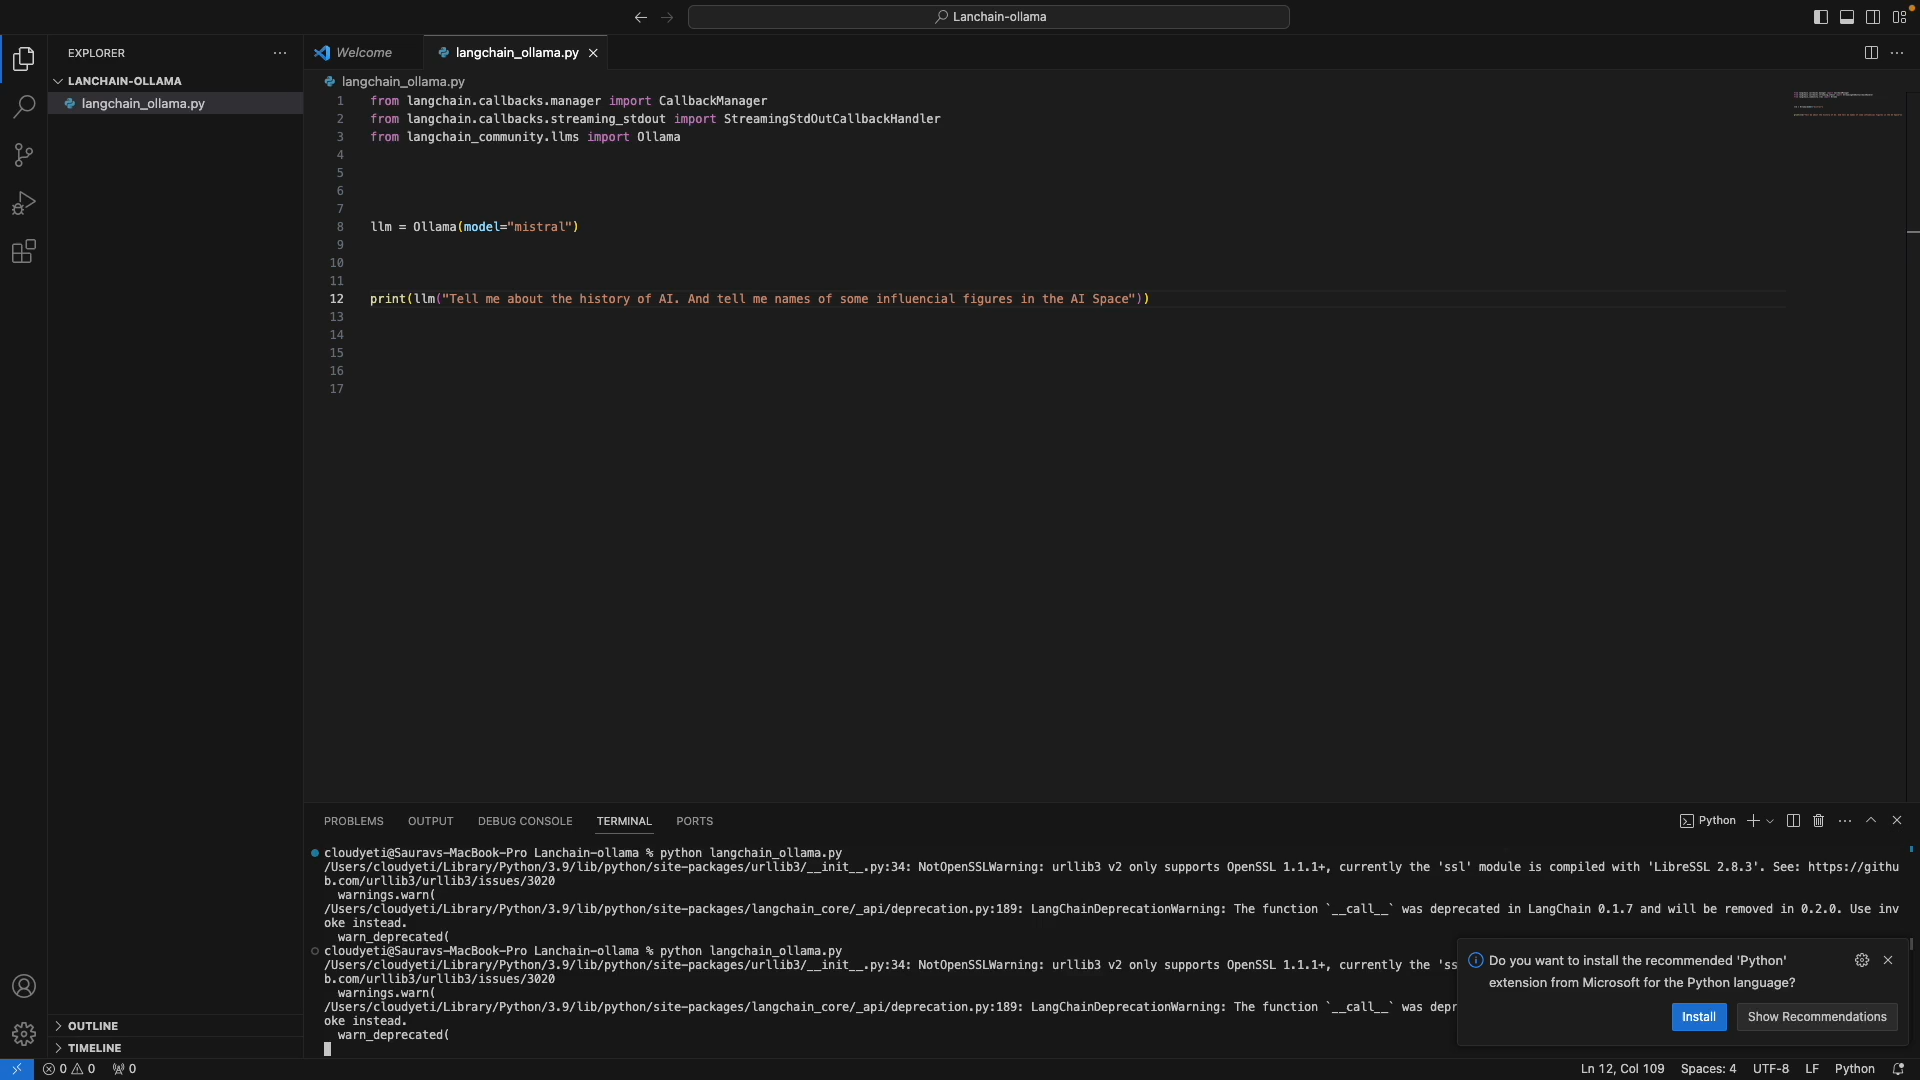 Lanchain-ollama
EXPLORER
LANCHAIN-OLLAMA
langchain_ollama.py
OUTLINE
TIMELINE
Welcome
langchain_ollama.py
langchain_ollama.py
1 from langchain.callbacks.manager import CallbackManager
2 from langchain.callbacks.streaming_stdout import StreamingStdOutCallbackHandler
3 from langchain_community.llms import Ollama
4
5
6
7
8 llm = Ollama(model="mistral")
9
10
11
12 print(llm("Tell me about the history of AI. And tell me names of some influencial figures in the AI Space"))
13
14
15
16
17
PROBLEMS OUTPUT DEBUG CONSOLE TERMINAL PORTS
Python
cloudyeti@Sauravs-MacBook-Pro Lanchain-ollama % python langchain_ollama.py
/Users/cloudyeti/Library/Python/3.9/lib/python/site-packages/urllib3/__init__.py:34: NotOpenSSLWarning: urllib3 v2 only supports OpenSSL 1.1.1+, currently the 'ssl' module is compiled with 'LibreSSL 2.8.3'. See: https://githu
b.com/urllib3/urllib3/issues/3020
warnings.warn(
/Users/cloudyeti/Library/Python/3.9/lib/python/site-packages/langchain_core/_api/deprecation.py:189: LangChainDeprecationWarning: The function `__call__` was deprecated in LangChain 0.1.7 and will be removed in 0.2.0. Use inv
oke instead.
warn_deprecated(
cloudyeti@Sauravs-MacBook-Pro Lanchain-ollama % python langchain_ollama.py
/Users/cloudyeti/Library/Python/3.9/lib/python/site-packages/urllib3/__init__.py:34: NotOpenSSLWarning: urllib3 v2 only supports OpenSSL 1.1.1+, currently the 'ss
b.com/urllib3/urllib3/issues/3020
warnings.warn(
/Users/cloudyeti/Library/Python/3.9/lib/python/site-packages/langchain_core/_api/deprecation.py:189: LangChainDeprecationWarning: The function `__call__` was depr
oke instead.
warn_deprecated(
Do you want to install the recommended 'Python'
extension from Microsoft for the Python language?
Install
Show Recommendations
0 0 0
Ln 12, Col 109 Spaces: 4 UTF-8 LF Python